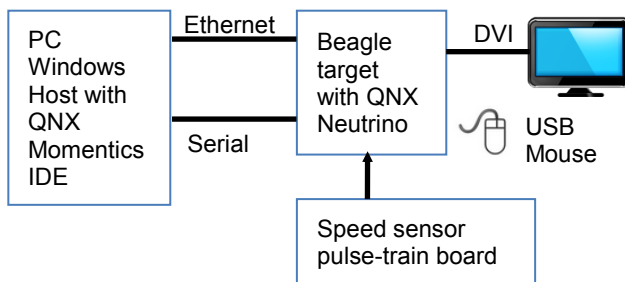 PC
Windows
Host with
QNX
Momentics
IDE
Ethernet
Serial
Beagle
target
with QNX
Neutrino
DVI
USB
Mouse
Speed sensor
pulse-train board